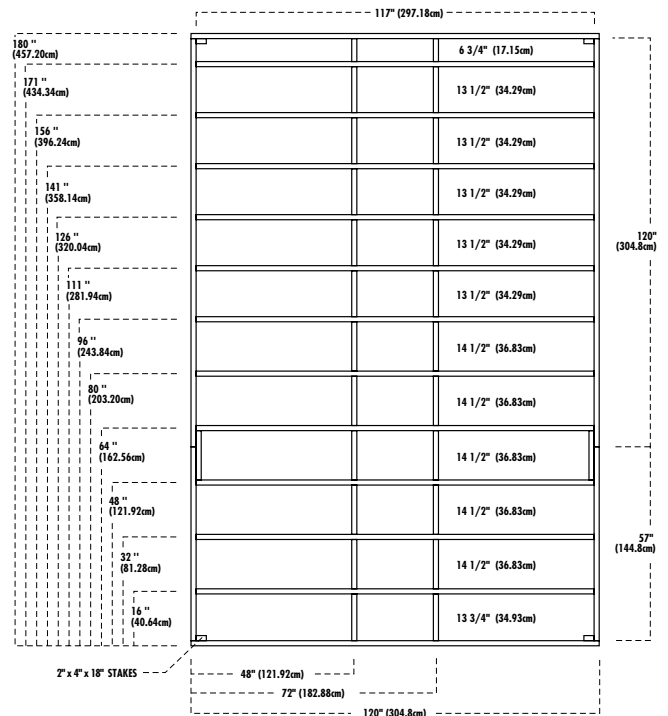 117" (297.18cm)
180 "
(457.20cm)
171 "
(434.34cm)
156 "
(396.24cm)
141 "
(358.14cm)
126 "
(320.04cm)
111 "
(281.94cm)
96 "
(243.84cm)
80 "
(203.20cm)
64 "
(162.56cm)
48 "
(121.92cm)
32 "
(81.28cm)
16 "
(40.64cm)
6 3/4" (17.15cm)
13 1/2" (34.29cm)
13 1/2" (34.29cm)
13 1/2" (34.29cm)
13 1/2" (34.29cm)
13 1/2" (34.29cm)
14 1/2" (36.83cm)
14 1/2" (36.83cm)
14 1/2" (36.83cm)
14 1/2" (36.83cm)
14 1/2" (36.83cm)
13 3/4" (34.93cm)
120"
(304.8cm)
57"
(144.8cm)
2" x 4" x 18" STAKES
48" (121.92cm)
72" (182.88cm)
120" (304.8cm)